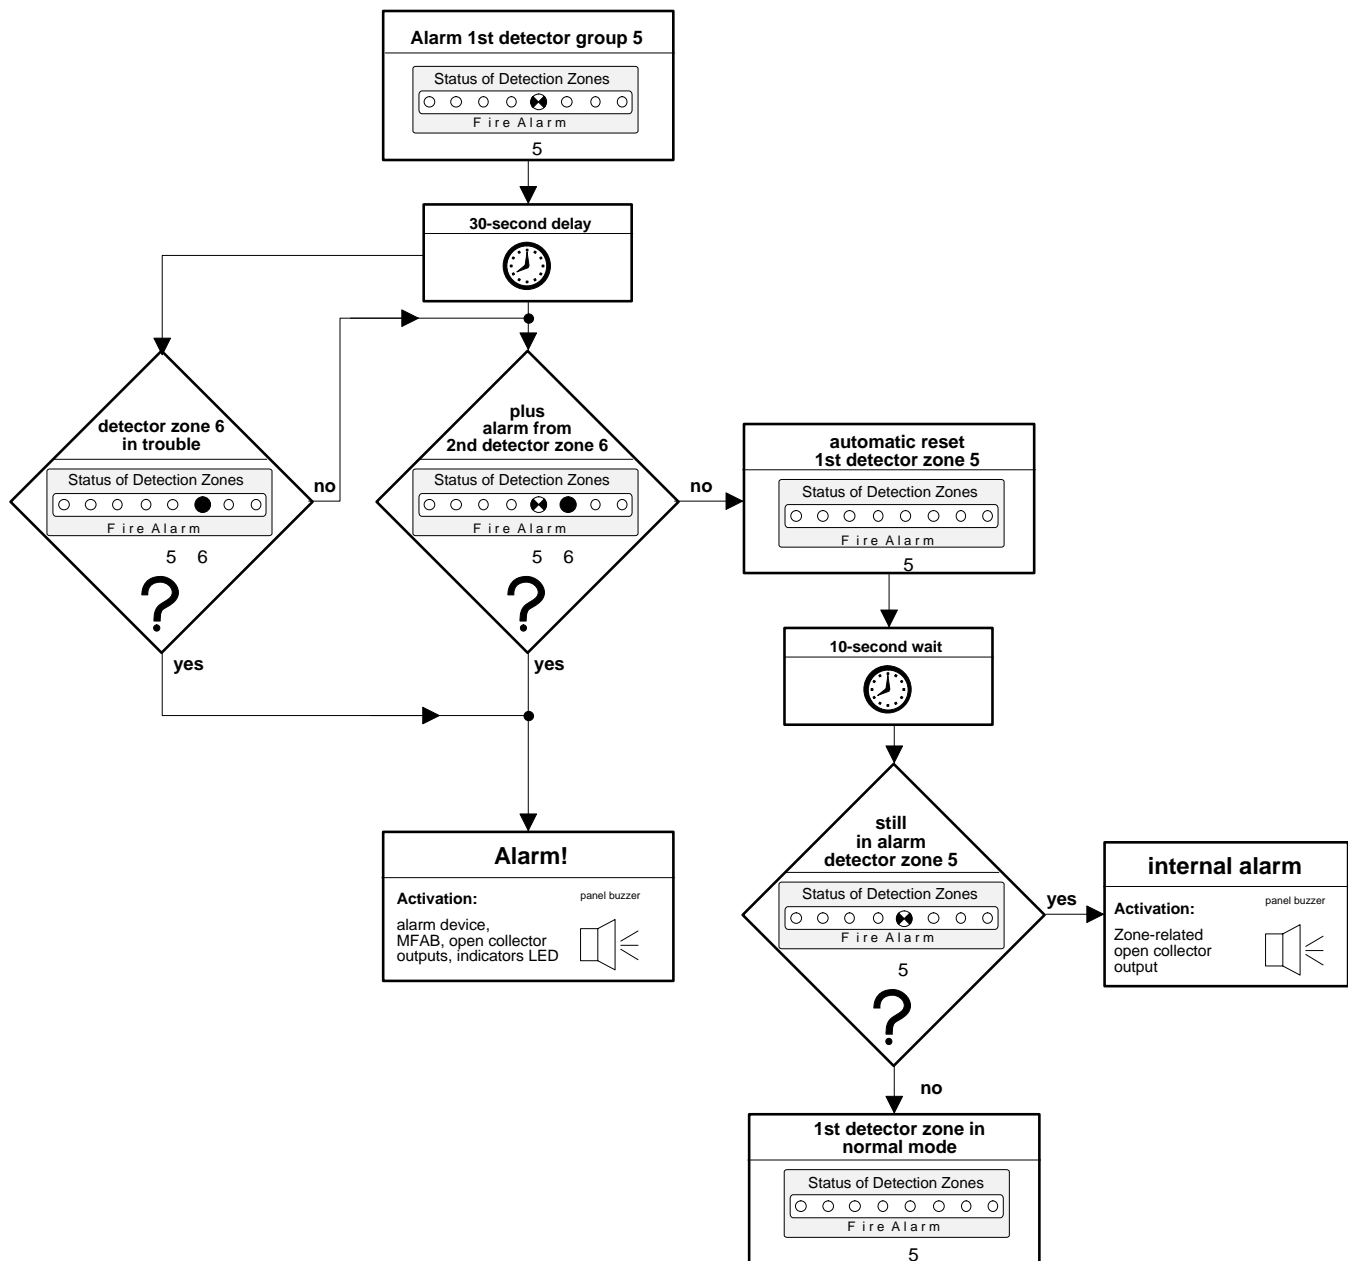 Alarm 1st detector group 5
Status of Detection Zones
Fire Alarm
5
30-second delay
detector zone 6
in trouble
Status of Detection Zones
Fire Alarm
5 6
?
no
yes
plus
alarm from
2nd detector zone 6
Status of Detection Zones
Fire Alarm
5 6
?
no
yes
automatic reset
1st detector zone 5
Status of Detection Zones
Fire Alarm
5
10-second wait
Alarm!
Activation:
alarm device,
MFAB, open collector
outputs, indicators LED
panel buzzer
still
in alarm
detector zone 5
Status of Detection Zones
Fire Alarm
5
?
yes
no
internal alarm
Activation:
Zone-related
open collector
output
panel buzzer
1st detector zone in
normal mode
Status of Detection Zones
Fire Alarm
5